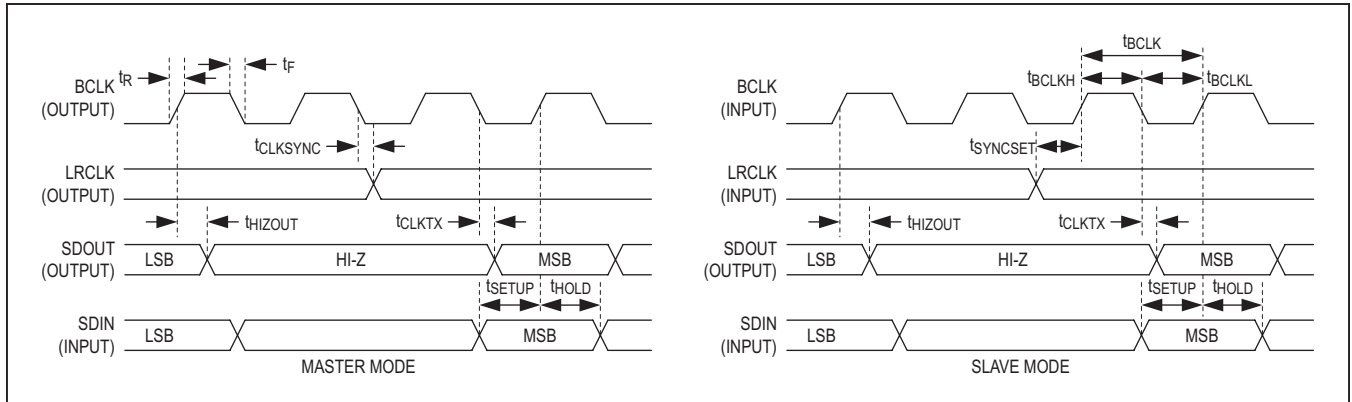 BCLK
(OUTPUT)
tR
tF
tCLKSYNC
LRCLK
(OUTPUT)
tHIZOUT
tCLKTX
SDOUT
(OUTPUT)
LSB
HI-Z
MSB
tSETUP
tHOLD
SDIN
(INPUT)
LSB
MSB
MASTER MODE
tBCLK
BCLK
(INPUT)
tBCLKH
tBCLKL
tSYNCSET
LRCLK
(INPUT)
tHIZOUT
tCLKTX
SDOUT
(OUTPUT)
LSB
HI-Z
MSB
tSETUP
tHOLD
SDIN
(INPUT)
LSB
MSB
SLAVE MODE